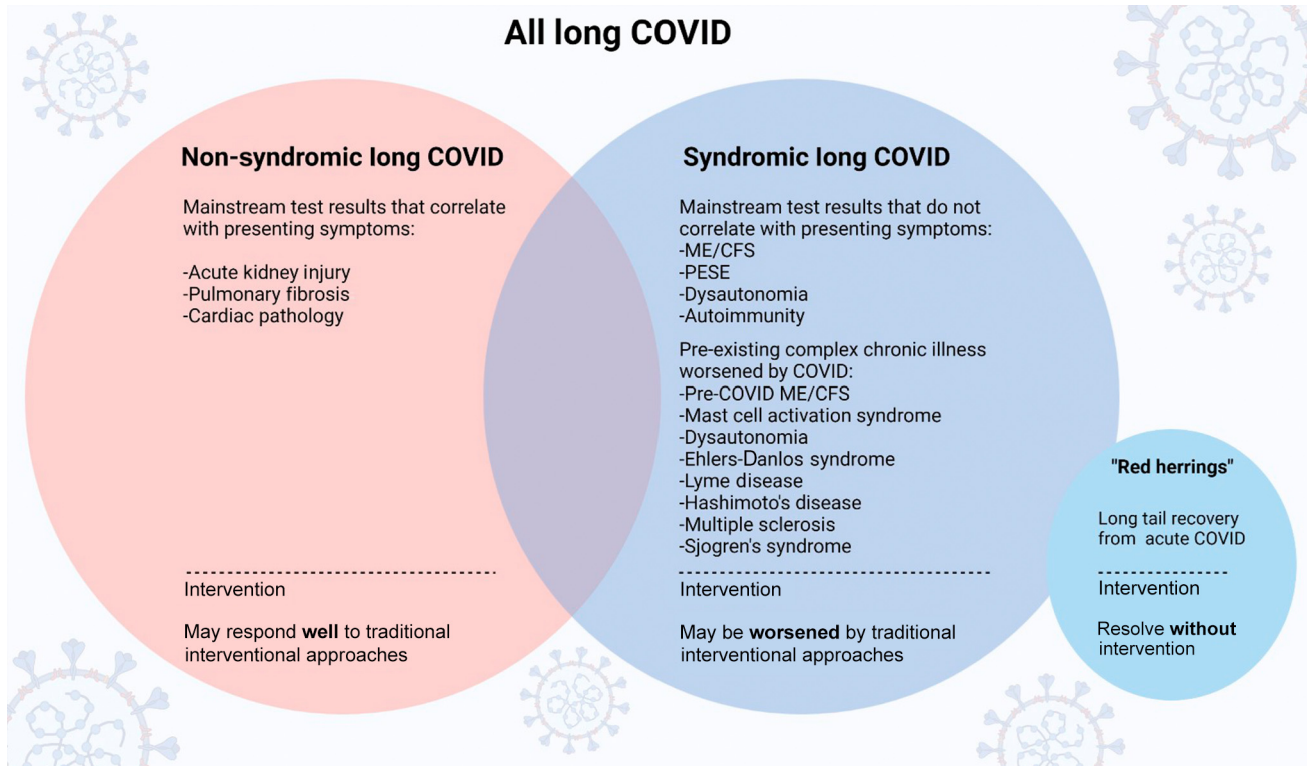 All long COVID
Non-syndromic long COVID
Mainstream test results that correlate
with presenting symptoms:
-Acute kidney injury
-Pulmonary fibrosis
-Cardiac pathology
Intervention
May respond well to traditional
interventional approaches
Syndromic long COVID
Mainstream test results that do not
correlate with presenting symptoms:
-ME/CFS
-PESE
-Dysautonomia
-Autoimmunity
Pre-existing complex chronic illness
worsened by COVID:
-Pre-COVID ME/CFS
-Mast cell activation syndrome
-Dysautonomia
-Ehlers-Danlos syndrome
-Lyme disease
-Hashimoto's disease
-Multiple sclerosis
-Sjogren's syndrome
Intervention
May be worsened by traditional
interventional approaches
"Red herrings"
Long tail recovery
from acute COVID
Intervention
Resolve without
intervention